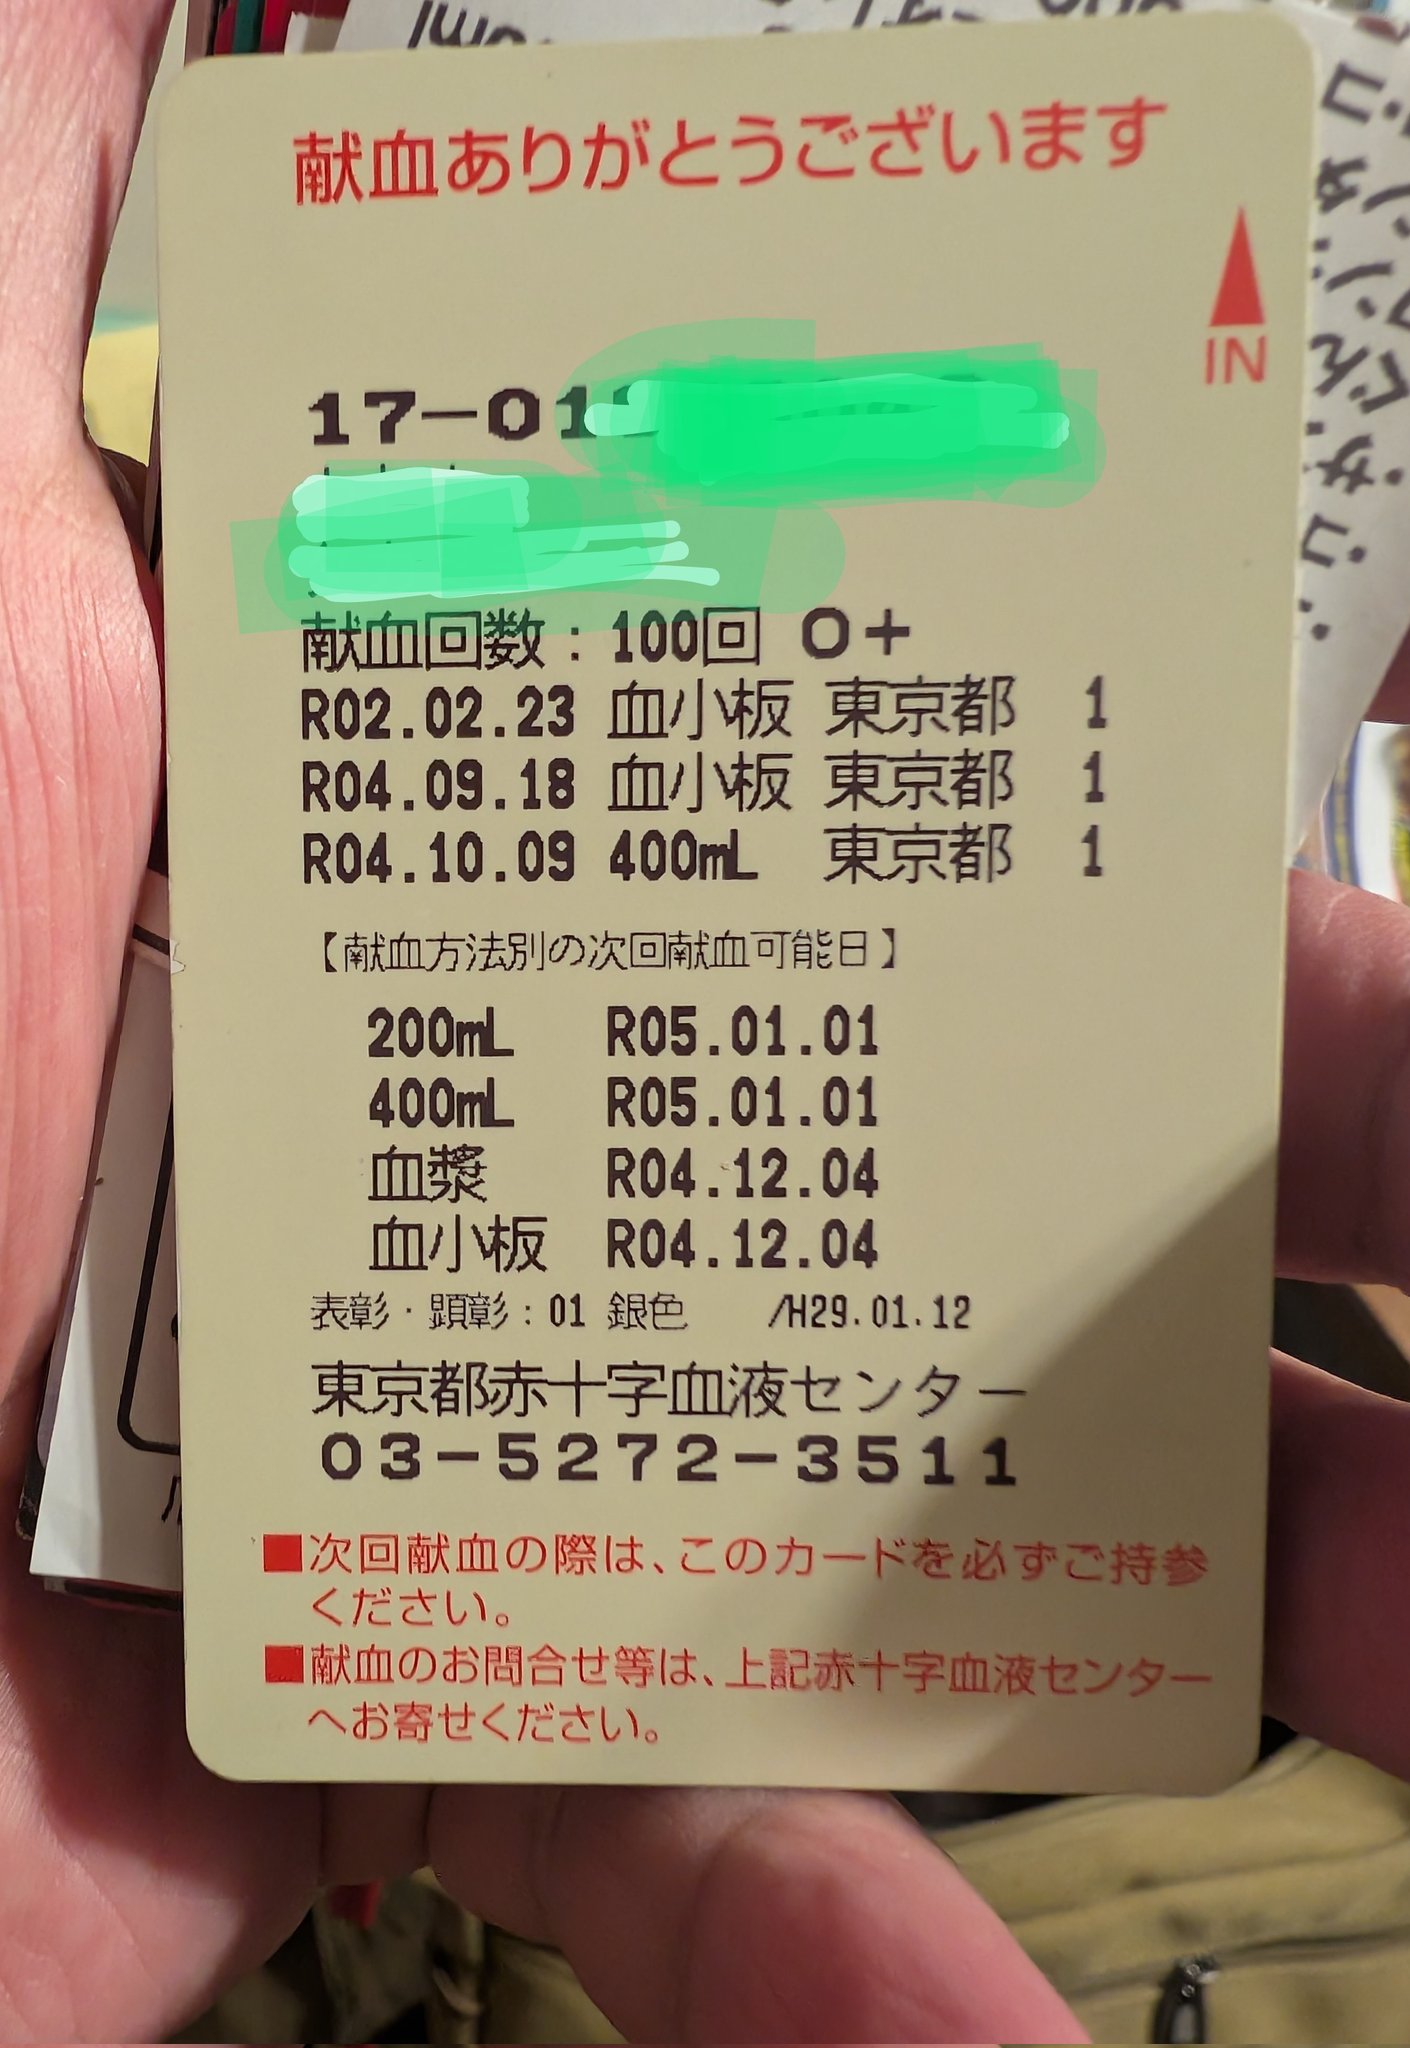 献血ありがとうございます
IN
17-01
献血回数：100回 O+
R02.02.23 血小板 東京都 1
R04.09.18 血小板 東京都 1
R04.10.09 400mL 東京都 1
【献血方法別の次回献血可能日】
200mL R05.01.01
400mL R05.01.01
血漿 R04.12.04
血小板 R04.12.04
表彰・顕彰：01 銀色 /H29.01.12
東京都赤十字血液センター
03-5272-3511
■次回献血の際は、このカードを必ずご持参
ください。
■献血のお問合せ等は、上記赤十字血液センター
へお寄せください。